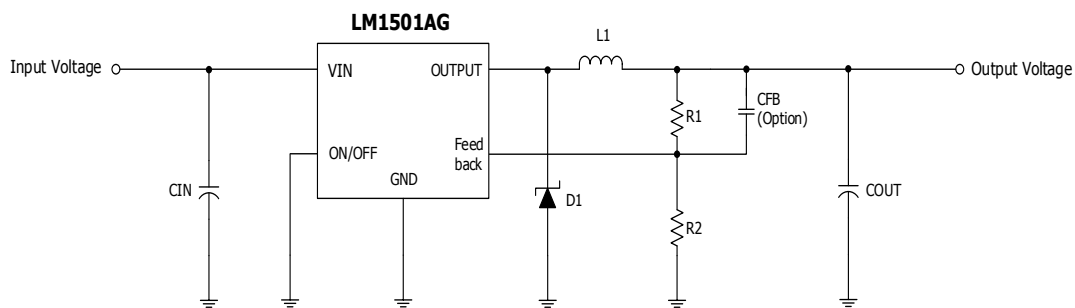 LM1501AG
L1
Input Voltage
VIN
OUTPUT
Output Voltage
R1
CFB
(Option)
ON/OFF
Feed
back
GND
CIN
D1
R2
COUT